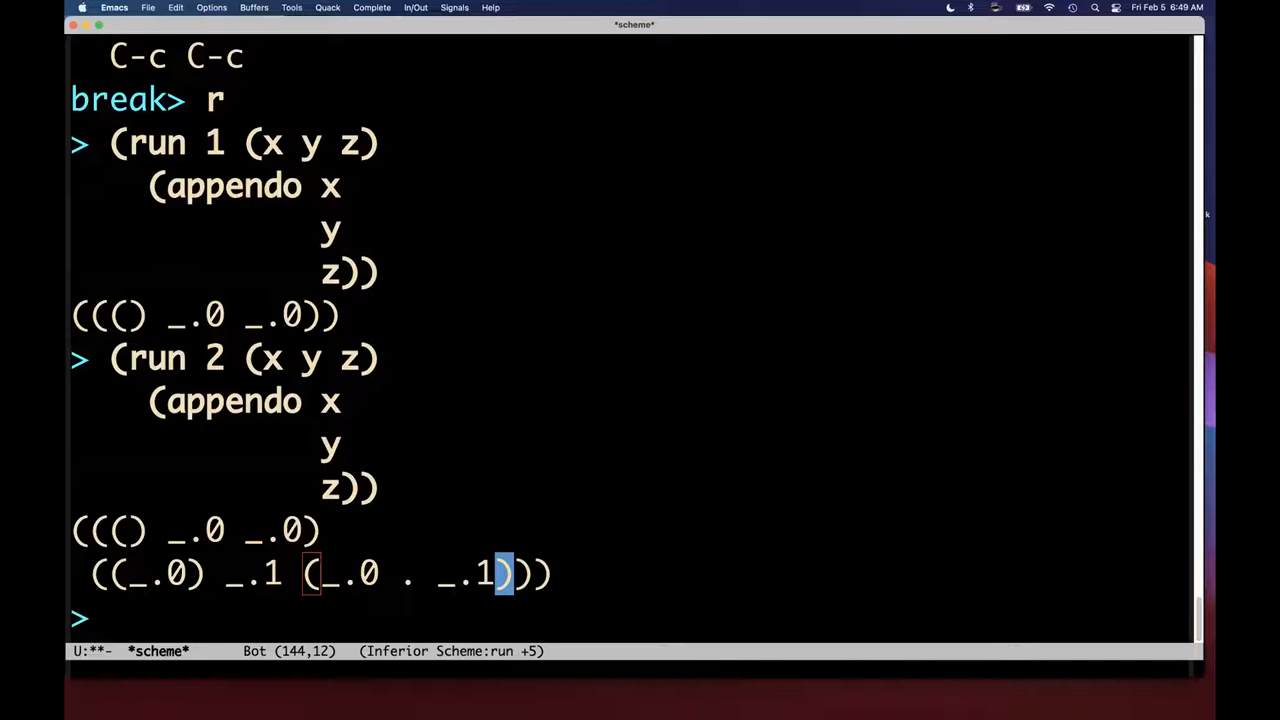 Emacs File Edit Options Buffers Tools Quack Complete In/Out Signals Help Fri Feb 5 6:49 AM
*scheme*
C-c C-c
break> r
> (run 1 (x y z)
(appendo x
y
z))
((() _.0 _.0))
> (run 2 (x y z)
(appendo x
y
z))
((() _.0 _.0)
((_.0) _.1 (_.0 . _.1)))
>
U:**- *scheme* Bot (144,12) (Inferior Scheme:run +5)
k